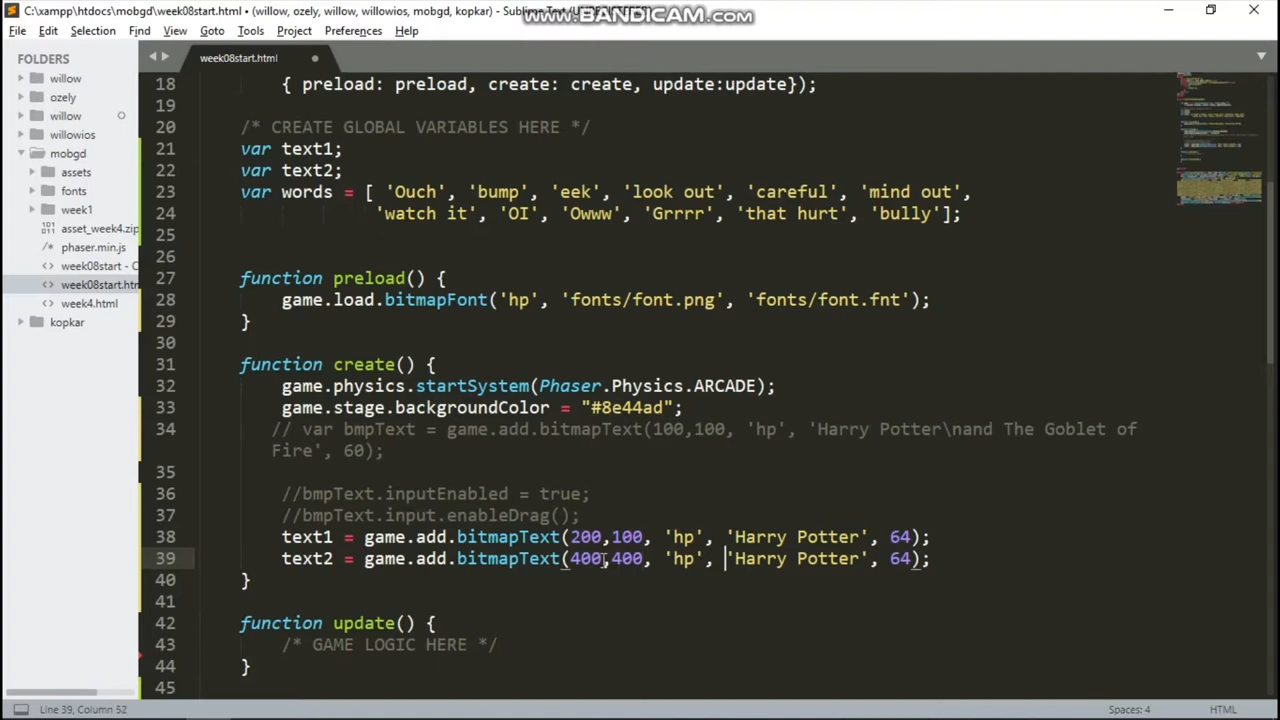 C:\xampp\htdocs\mobgd\week08start.html • (willow, ozely, willow, willowios, mobgd, kopkar) - Sublime Text
www.BANDICAM.com
File Edit Selection Find View Goto Tools Project Preferences Help
FOLDERS
willow
ozely
willow
willowios
mobgd
assets
fonts
week1
asset_week4.zip
phaser.min.js
week08start - C
week08start.htm
week4.html
kopkar
week08start.html
18 { preload: preload, create: create, update:update});
19
20 /* CREATE GLOBAL VARIABLES HERE */
21 var text1;
22 var text2;
23 var words = [ 'Ouch', 'bump', 'eek', 'look out', 'careful', 'mind out',
24 'watch it', 'OI', 'Owww', 'Grrrr', 'that hurt', 'bully'];
25
26
27 function preload() {
28 game.load.bitmapFont('hp', 'fonts/font.png', 'fonts/font.fnt');
29 }
30
31 function create() {
32 game.physics.startSystem(Phaser.Physics.ARCADE);
33 game.stage.backgroundColor = "#8e44ad";
34 // var bmpText = game.add.bitmapText(100,100, 'hp', 'Harry Potter\nand The Goblet of
Fire', 60);
35
36 //bmpText.inputEnabled = true;
37 //bmpText.input.enableDrag();
38 text1 = game.add.bitmapText(200,100, 'hp', 'Harry Potter', 64);
39 text2 = game.add.bitmapText(400,400, 'hp', 'Harry Potter', 64);
40 }
41
42 function update() {
43 /* GAME LOGIC HERE */
44 }
45
Line 39, Column 52
Spaces: 4
HTML